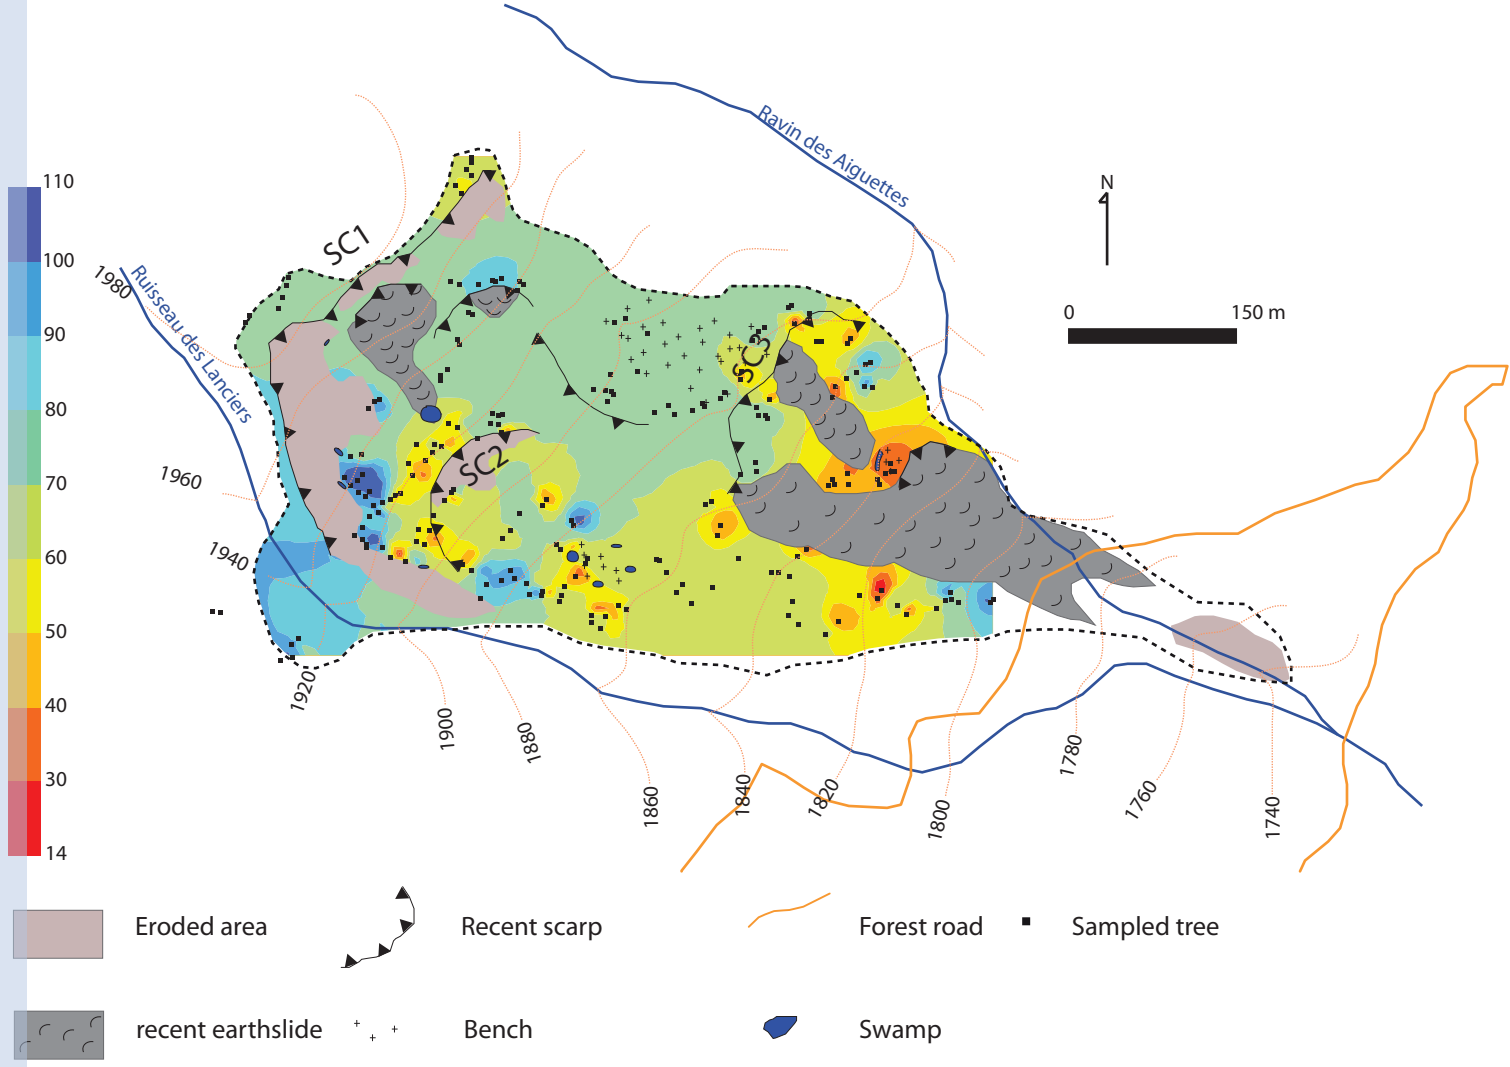 Ravin des Aiguettes
N
110
SC1
100
1980
Ruisseau des Lanciers
0
150 m
90
SC3
80
SC2
1960
70
60
1940
50
1920
40
1900
1880
1780
30
1860
1840
1820
1800
1760
1740
14
Eroded area
Recent scarp
Forest road
Sampled tree
recent earthslide
Bench
Swamp